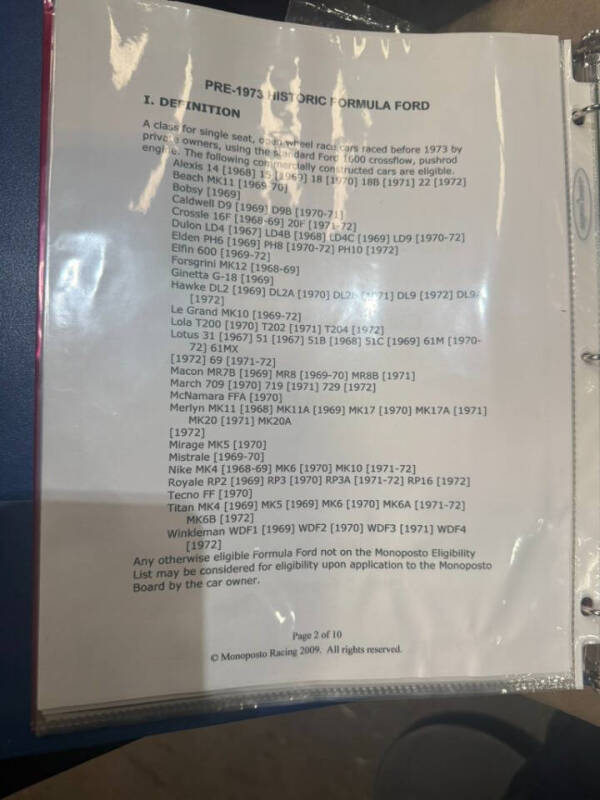 PRE-1973 HISTORIC FORMULA FORD
I. DEFINITION
A class for single seat, open wheel race cars raced before 1973 by
private owners, using the standard Ford 1600 crossflow, pushrod
engine. The following commercially constructed cars are eligible.
Alexis 14 [1968] 15 [1969] 18 [1970] 18B [1971] 22 [1972]
Beach MK11 [1969-70]
Bobsy [1969]
Caldwell D9 [1969] D9B [1970-71]
Crossle 16F [1968-69] 20F [1971-72]
Dulon LD4 [1967] LD4B [1968] LD4C [1969] LD9 [1970-72]
Elden PH6 [1969] PH8 [1970-72] PH10 [1972]
Elfin 600 [1969-72]
Forsgrini MK12 [1968-69]
Ginetta G-18 [1969]
Hawke DL2 [1969] DL2A [1970] [1971] DL9 [1972]
[1972]
Le Grand MK10 [1969-72]
Lola T200 [1970] T202 [1971] T204 [1972]
Lotus 31 [1967] 51 [1967] 51B [1968] 51C [1969] 61M [1970-
72] 61MX
[1972] 69 [1971-72]
Macon MR7B [1969] MR8 [1969-70] MR8B [1971]
March 709 [1970] 719 [1971] 729 [1972]
McNamara FFA [1970]
Merlyn MK11 [1968] MK11A [1969] MK17 [1970] MK17A [1971]
MK20 [1971] MK20A
[1972]
Mirage MK5 [1970]
Mistrale [1969-70]
Nike MK4 [1968-69] MK6 [1970] MK10 [1971-72]
Royale RP2 [1969] RP3 [1970] RP3A [1971-72] RP16 [1972]
Tecno FF [1970]
Titan MK4 [1969] MK5 [1969] MK6 [1970] MK6A [1971-72]
MK6B [1972]
Winkleman WDF1 [1969] WDF2 [1970] WDF3 [1971] WDF4
[1972]
Any otherwise eligible Formula Ford not on the Monoposto Eligibility
List may be considered for eligibility upon application to the Monoposto
Board by the car owner.
Page 2 of 10
© Monoposto Racing 2009. All rights reserved.